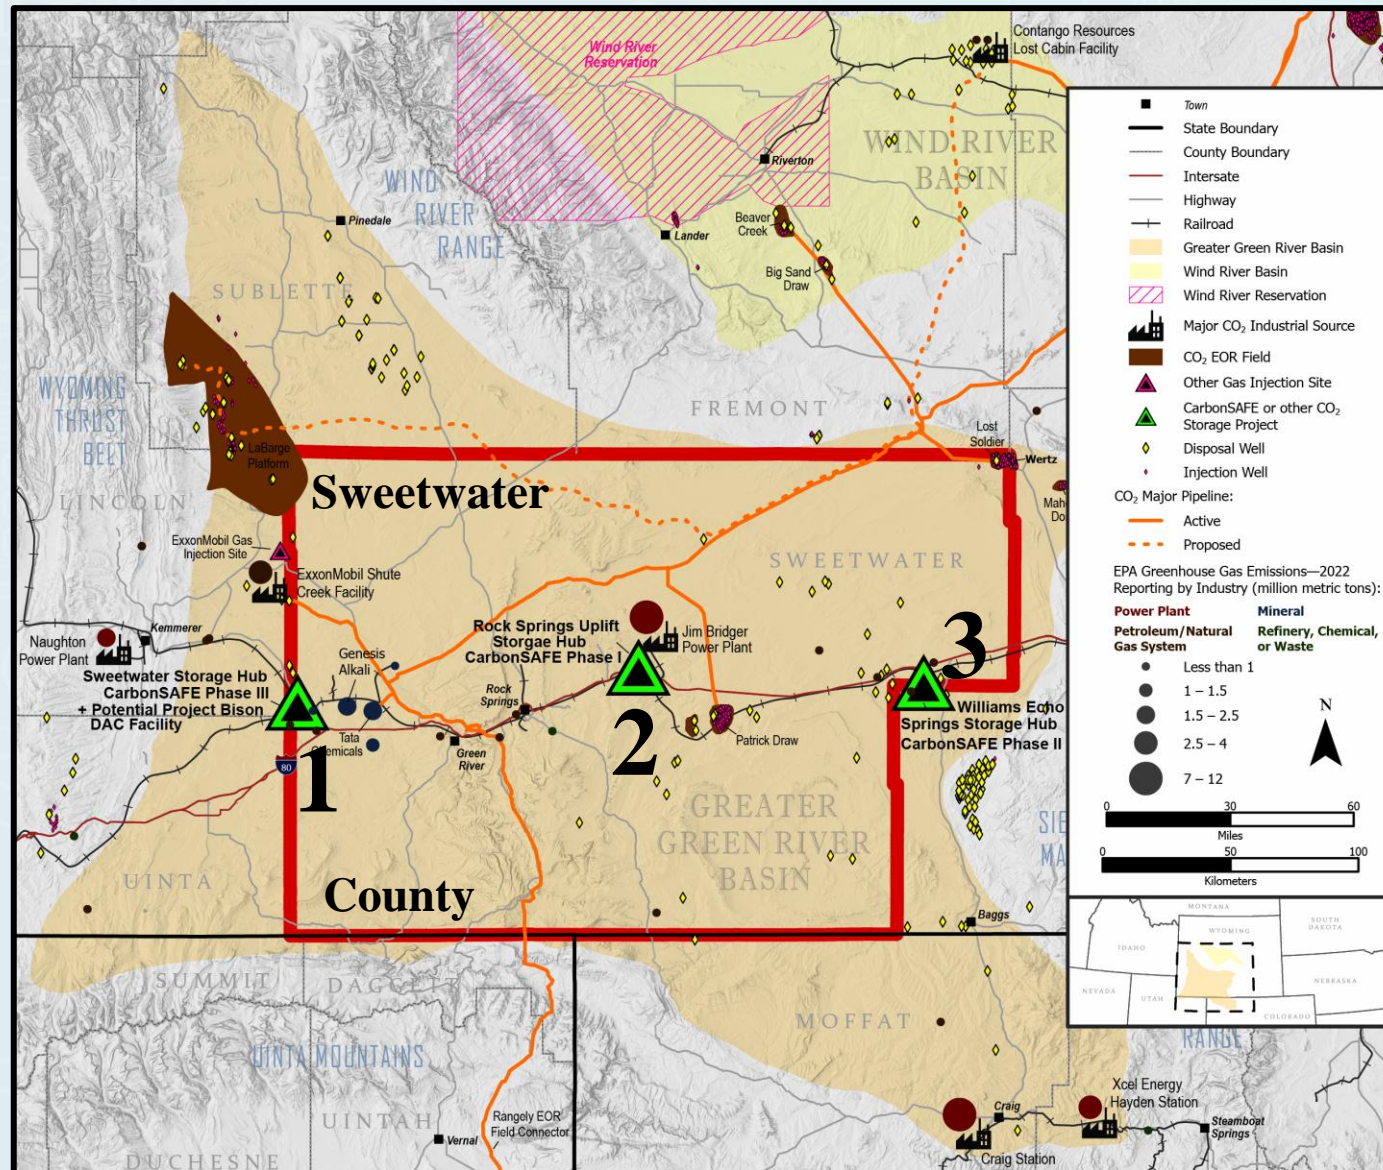 Contango Resources
Lost Cabin Facility
Wind River
Reservation
WIND RIVER
BASIN
Riverton
WIND
RIVER
RANGE
Pinedale
Lander
Beaver
Creek
Big Sand
Draw
SUBLETTE
WYOMING
THRUST
BELT
FREMONT
LaBarge
Platform
Lost
Soldier
Wertz
LINCOLN
Sweetwater
Mah
Do
ExxonMobil Gas
Injection Site
SWEETWATER
ExxonMobil Shute
Creek Facility
Kemmerer
Naughton
Power Plant
Rock Springs Uplift
Storgae Hub
CarbonSAFE Phase I
Jim Bridger
Power Plant
3
Genesis
Alkali
Sweetwater Storage Hub
CarbonSAFE Phase III
+ Potential Project Bison
DAC Facility
Rock
Springs
Williams Echo
Springs Storage Hub
CarbonSAFE Phase II
2
Tata
Chemicals
Green
River
Patrick Draw
80
1
GREATER
GREEN RIVER
BASIN
SIE
MA
UINTA
County
Baggs
SUMMIT
DAGGETT
MOFFAT
RANGE
UINTA MOUNTAINS
UINTAH
Rangely EOR
Field Connector
Vernal
DUCHESNE
Xcel Energy
Hayden Station
Craig
Steamboat
Springs
Craig Station
Town
State Boundary
County Boundary
Intersate
Highway
Railroad
Greater Green River Basin
Wind River Basin
Wind River Reservation
Major CO₂ Industrial Source
CO₂ EOR Field
Other Gas Injection Site
CarbonSAFE or other CO₂
Storage Project
Disposal Well
Injection Well
CO₂ Major Pipeline:
Active
Proposed
EPA Greenhouse Gas Emissions—2022
Reporting by Industry (million metric tons):
Power Plant
Mineral
Petroleum/Natural
Gas System
Refinery, Chemical,
or Waste
Less than 1
1 – 1.5
1.5 – 2.5
2.5 – 4
7 – 12
N
0 30 60
Miles
0 50 100
Kilometers
MONTANA
SOUTH
DAKOTA
WYOMING
IDAHO
NEBRASKA
NEVADA
UTAH
COLORADO